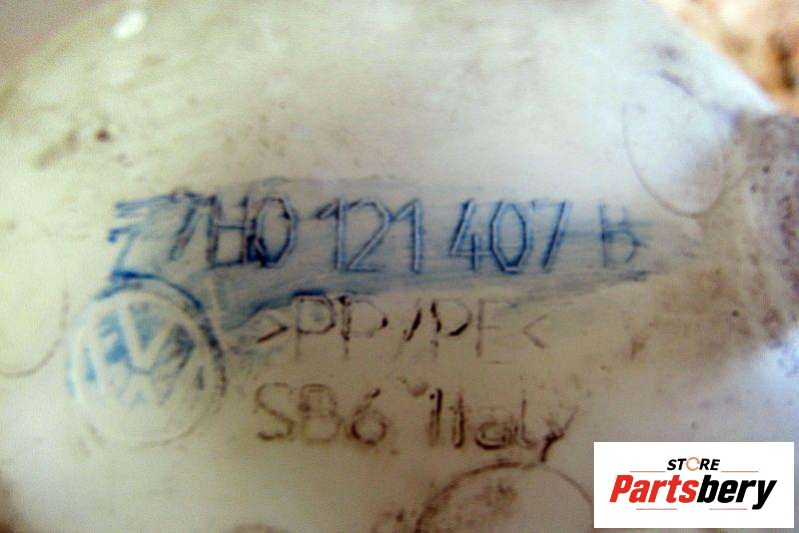 7H0 121 407 B
>PP/PE<
SB6 Italy
STORE
Partsbery